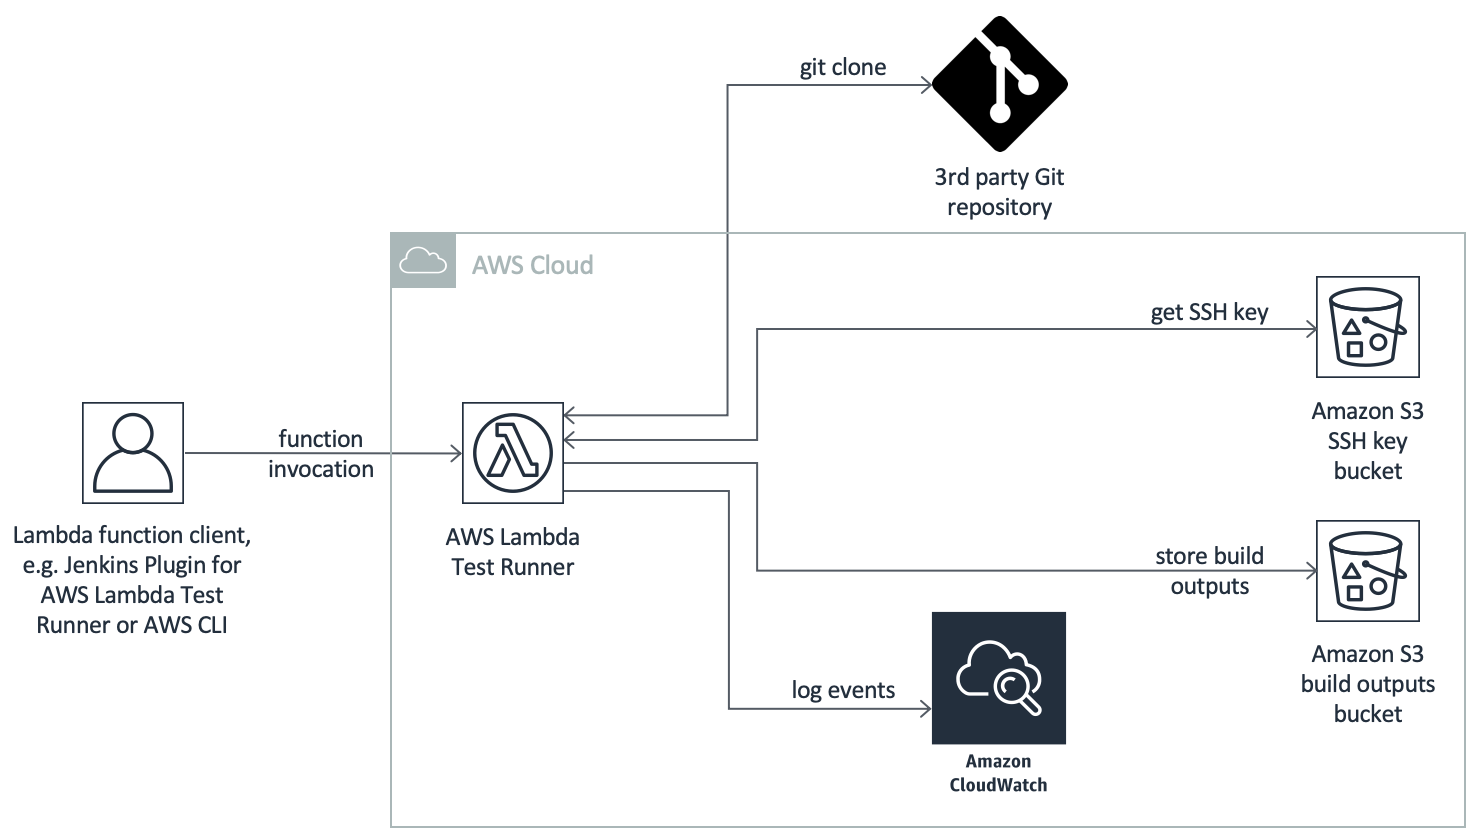 git clone
3rd party Git
repository
AWS Cloud
get SSH key
Amazon S3
SSH key
bucket
function
invocation
Lambda function client,
e.g. Jenkins Plugin for
AWS Lambda Test
Runner or AWS CLI
AWS Lambda
Test Runner
store build
outputs
Amazon S3
build outputs
bucket
log events
Amazon
CloudWatch